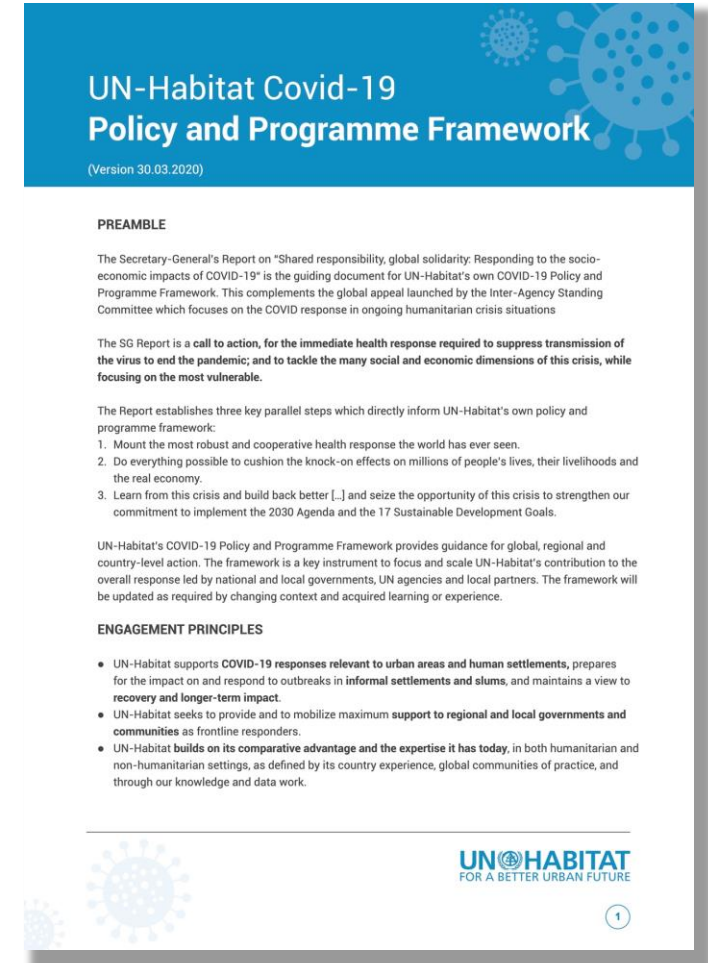 UN-Habitat Covid-19
Policy and Programme Framework
(Version 30.03.2020)
PREAMBLE
The Secretary-General's Report on "Shared responsibility, global solidarity: Responding to the socio-
economic impacts of COVID-19" is the guiding document for UN-Habitat's own COVID-19 Policy and
Programme Framework. This complements the global appeal launched by the Inter-Agency Standing
Committee which focuses on the COVID response in ongoing humanitarian crisis situations
The SG Report is a call to action, for the immediate health response required to suppress transmission of
the virus to end the pandemic; and to tackle the many social and economic dimensions of this crisis, while
focusing on the most vulnerable.
The Report establishes three key parallel steps which directly inform UN-Habitat's own policy and
programme framework:
1. Mount the most robust and cooperative health response the world has ever seen.
2. Do everything possible to cushion the knock-on effects on millions of people's lives, their livelihoods and
the real economy.
3. Learn from this crisis and build back better […] and seize the opportunity of this crisis to strengthen our
commitment to implement the 2030 Agenda and the 17 Sustainable Development Goals.
UN-Habitat's COVID-19 Policy and Programme Framework provides guidance for global, regional and
country-level action. The framework is a key instrument to focus and scale UN-Habitat's contribution to the
overall response led by national and local governments, UN agencies and local partners. The framework will
be updated as required by changing context and acquired learning or experience.
ENGAGEMENT PRINCIPLES
● UN-Habitat supports COVID-19 responses relevant to urban areas and human settlements, prepares
for the impact on and respond to outbreaks in informal settlements and slums, and maintains a view to
recovery and longer-term impact.
● UN-Habitat seeks to provide and to mobilize maximum support to regional and local governments and
communities as frontline responders.
● UN-Habitat builds on its comparative advantage and the expertise it has today, in both humanitarian and
non-humanitarian settings, as defined by its country experience, global communities of practice, and
through our knowledge and data work.
UN HABITAT
FOR A BETTER URBAN FUTURE
1